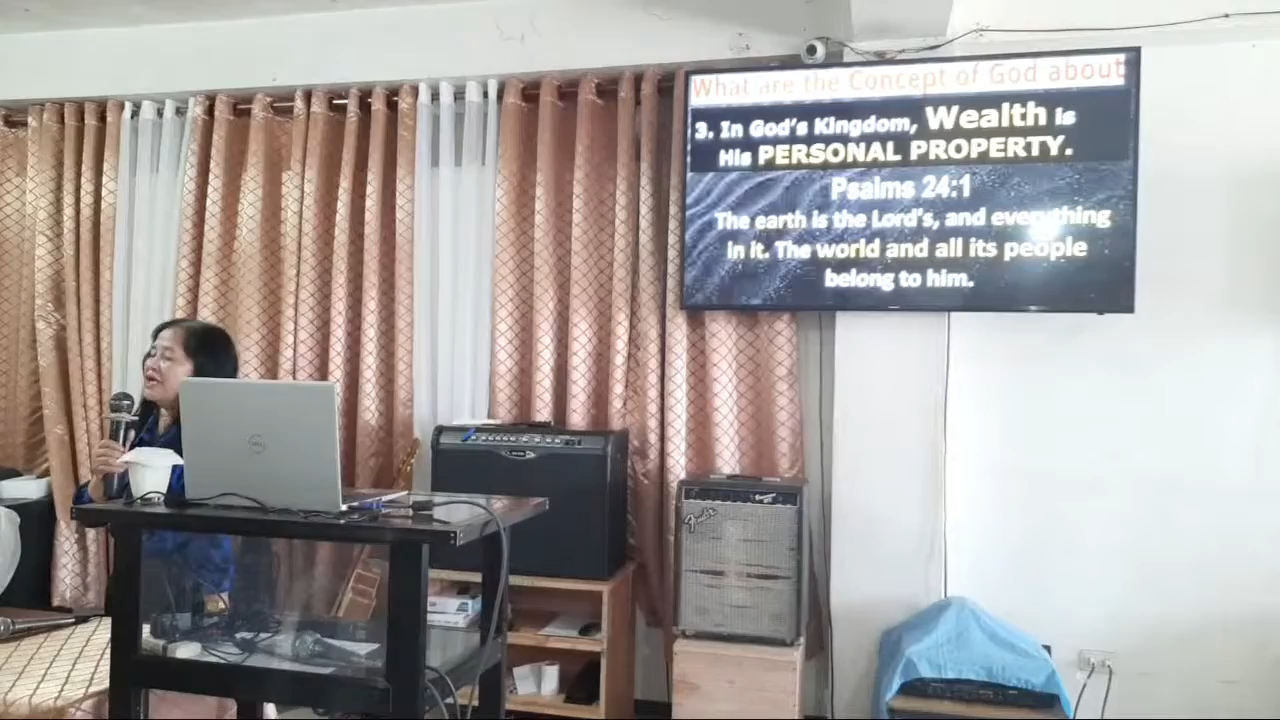 What are the Concept of God about
3. In God's Kingdom, Wealth is
His PERSONAL PROPERTY.
Psalms 24:1
The earth is the Lord's, and everything
in it. The world and all its people
belong to him.
DELL
Fender